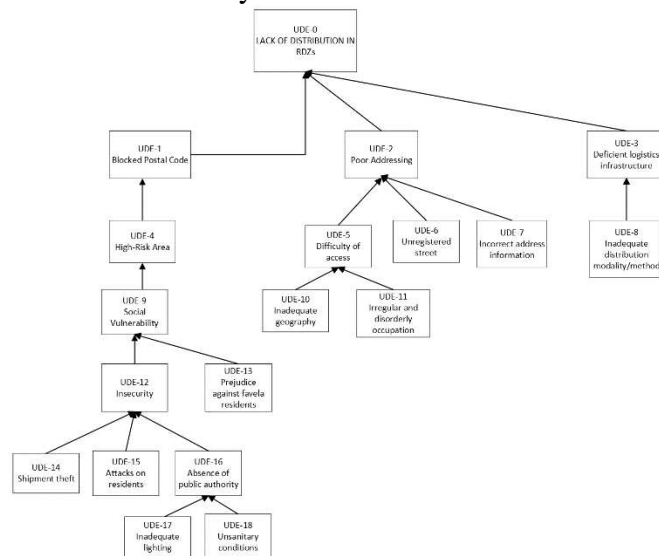 UDE-0
LACK OF DISTRIBUTION IN
RDZs
UDE-1
Blocked Postal Code
UDE-2
Poor Addressing
UDE-3
Deficient logistics
infrastructure
UDE-4
High-Risk Area
UDE-5
Difficulty of
access
UDE-6
Unregistered
street
UDE-7
Incorrect address
information
UDE-8
Inadequate
distribution
modality/method
UDE-9
Social
Vulnerability
UDE-10
Inadequate
geography
UDE-11
Irregular and
disorderly
occupation
UDE-12
Insecurity
UDE-13
Prejudice
against favela
residents
UDE-14
Shipment theft
UDE-15
Attacks on
residents
UDE-16
Absence of
public authority
UDE-17
Inadequate
lighting
UDE-18
Unsanitary
conditions